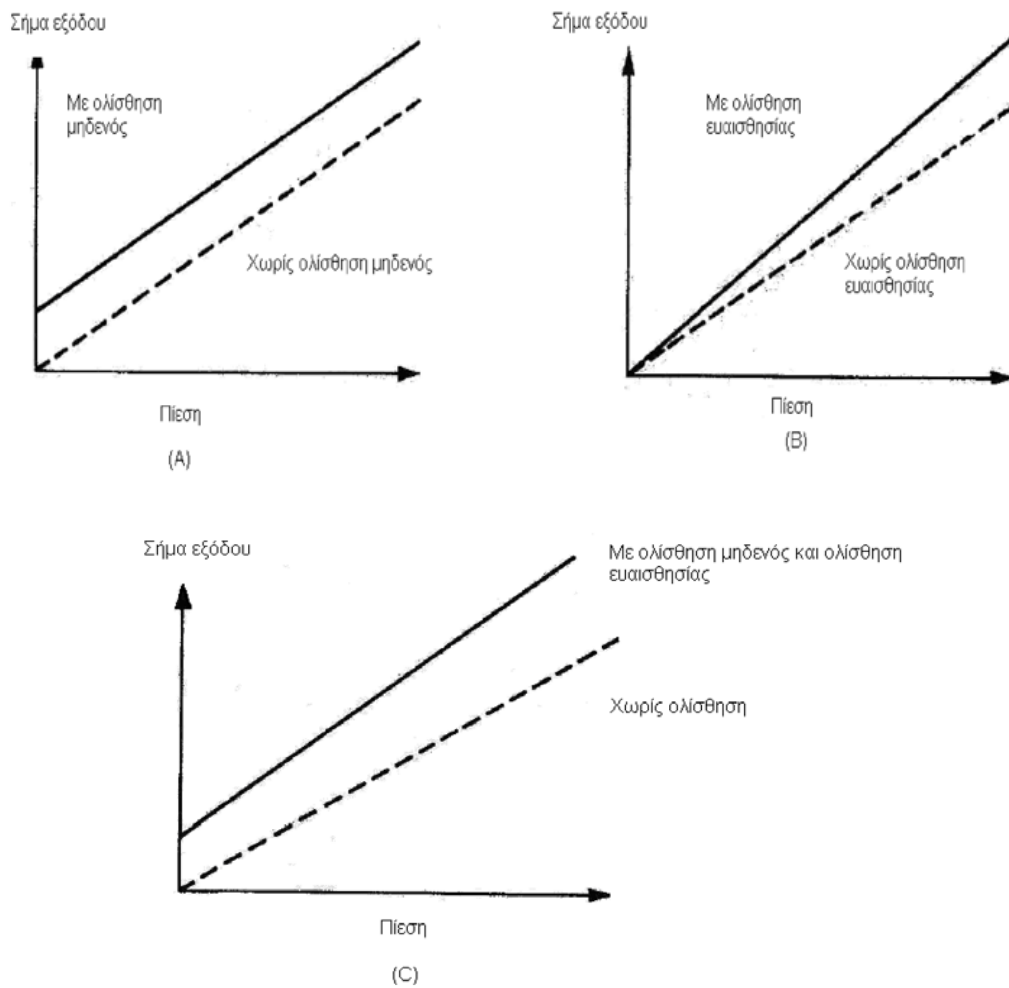 Σήμα εξόδου
Με ολίσθηση
μηδενός
Χωρίς ολίσθηση μηδενός
Πίεση
(A)
Σήμα εξόδου
Με ολίσθηση
ευαισθησίας
Χωρίς ολίσθηση
ευαισθησίας
Πίεση
(B)
Σήμα εξόδου
Με ολίσθηση μηδενός και ολίσθηση
ευαισθησίας
Χωρίς ολίσθηση
Πίεση
(C)